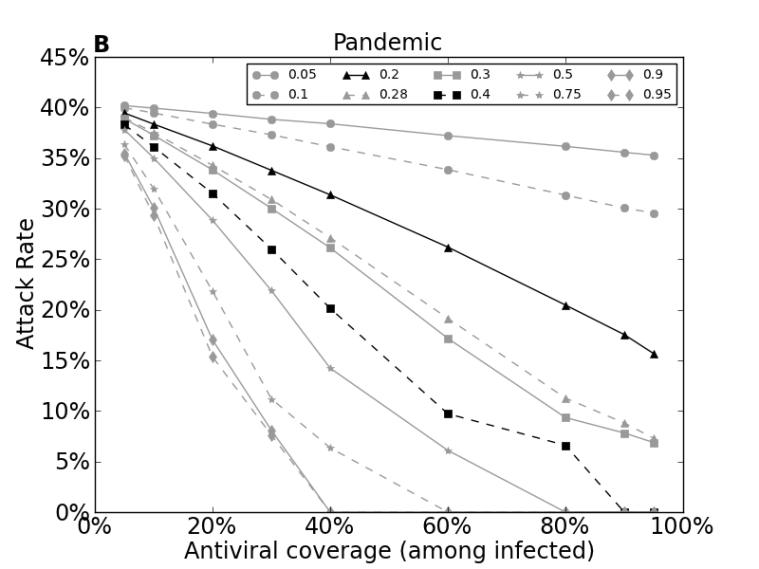 B Pandemic
45%
0.05 0.2 0.3 0.5 0.9
0.1 0.28 0.4 0.75 0.95
40%
35%
30%
25%
20%
15%
10%
5%
0%
Attack Rate
0% 20% 40% 60% 80% 100%
Antiviral coverage (among infected)